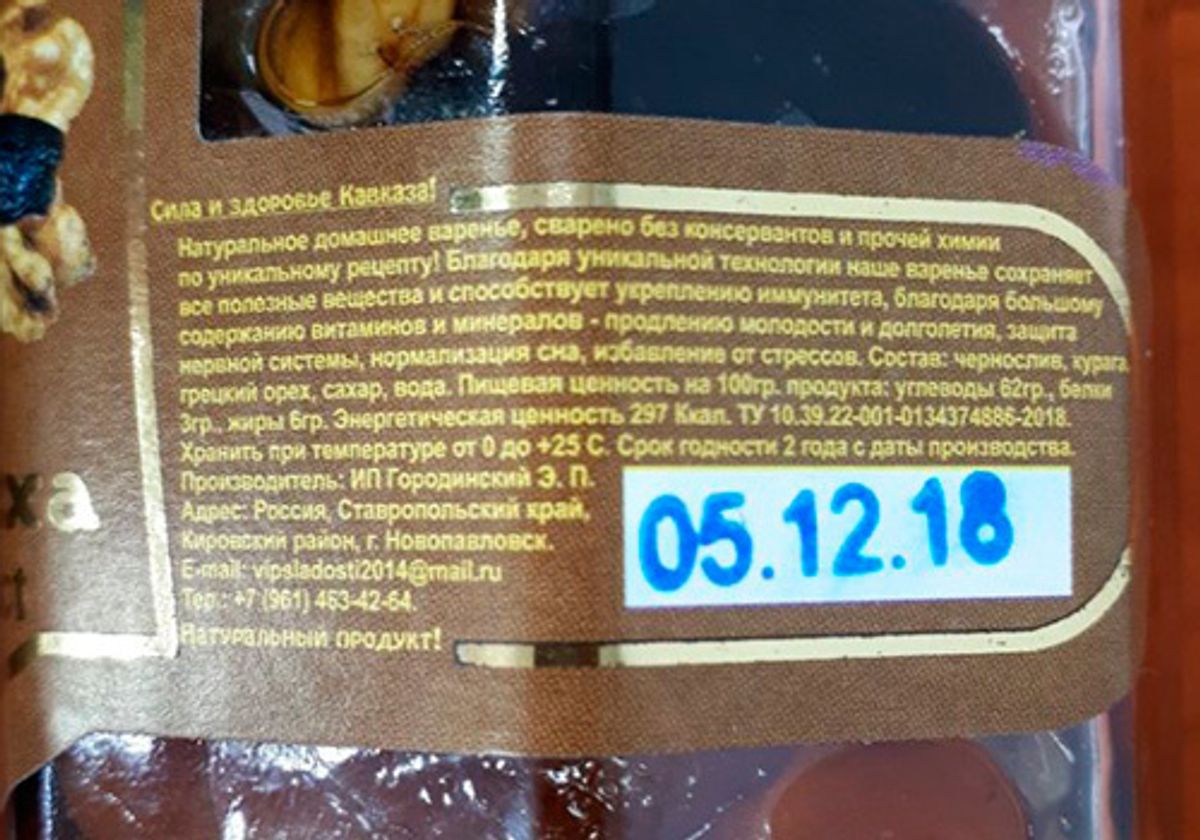 Сила и здоровье Кавказа!
Натуральное домашнее варенье, сварено без консервантов и прочей химии
по уникальному рецепту! Благодаря уникальной технологии наше варенье сохраняет
все полезные вещества и способствует укреплению иммунитета, благодаря большому
содержанию витаминов и минералов - продлению молодости и долголетия, защита
нервной системы, нормализация сна, избавление от стрессов. Состав: чернослив, курага,
грецкий орех, сахар, вода. Пищевая ценность на 100гр. продукта: углеводы 62гр., белки
3гр., жиры 6гр. Энергетическая ценность 297 Ккал. ТУ 10.39.22-001-0134374886-2018.
Хранить при температуре от 0 до +25 С. Срок годности 2 года с даты производства.
Производитель: ИП Городинский Э. П.
Адрес: Россия, Ставропольский край,
Кировский район, г. Новопавловск.
E-mail: vipsladosti2014@mail.ru
Тел.: +7 (961) 463-42-64.
Натуральный продукт!
05.12.18
ха